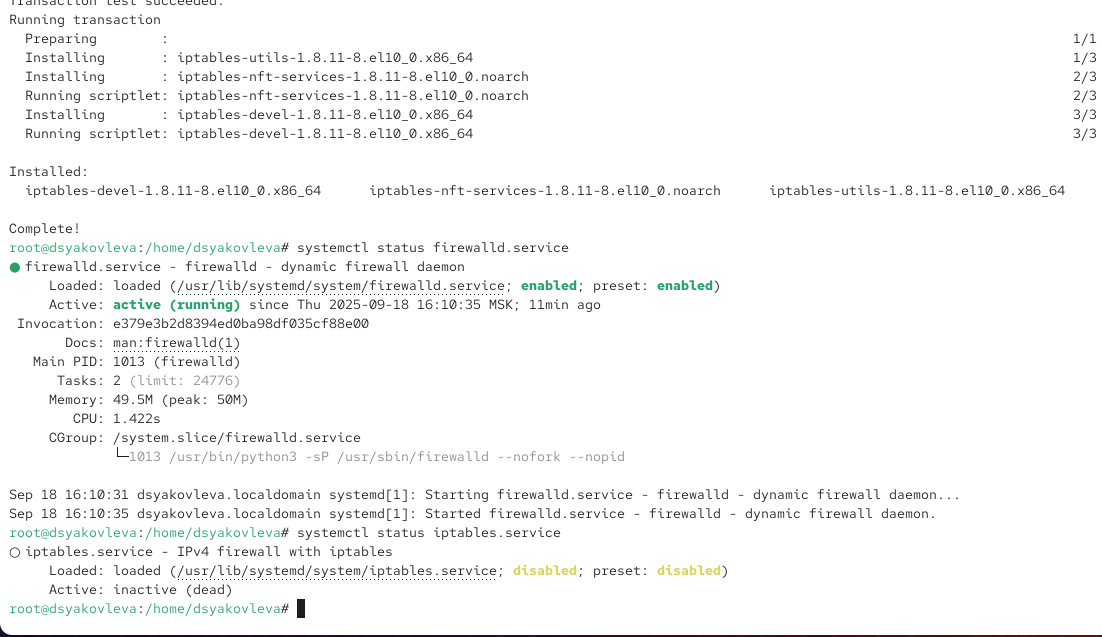 Transaction test succeeded.
Running transaction
  Preparing        :                                                                                                                 1/1
  Installing       : iptables-utils-1.8.11-8.el10_0.x86_64                                                                           1/3
  Installing       : iptables-nft-services-1.8.11-8.el10_0.noarch                                                                    2/3
  Running scriptlet: iptables-nft-services-1.8.11-8.el10_0.noarch                                                                    2/3
  Installing       : iptables-devel-1.8.11-8.el10_0.x86_64                                                                           3/3
  Running scriptlet: iptables-devel-1.8.11-8.el10_0.x86_64                                                                           3/3

Installed:
  iptables-devel-1.8.11-8.el10_0.x86_64      iptables-nft-services-1.8.11-8.el10_0.noarch      iptables-utils-1.8.11-8.el10_0.x86_64

Complete!
root@dsyakovleva:/home/dsyakovleva# systemctl status firewalld.service
● firewalld.service - firewalld - dynamic firewall daemon
     Loaded: loaded (/usr/lib/systemd/system/firewalld.service; enabled; preset: enabled)
     Active: active (running) since Thu 2025-09-18 16:10:35 MSK; 11min ago
 Invocation: e379e3b2d8394ed0ba98df035cf88e00
       Docs: man:firewalld(1)
   Main PID: 1013 (firewalld)
      Tasks: 2 (limit: 24776)
     Memory: 49.5M (peak: 50M)
        CPU: 1.422s
     CGroup: /system.slice/firewalld.service
             └─1013 /usr/bin/python3 -sP /usr/sbin/firewalld --nofork --nopid

Sep 18 16:10:31 dsyakovleva.localdomain systemd[1]: Starting firewalld.service - firewalld - dynamic firewall daemon...
Sep 18 16:10:35 dsyakovleva.localdomain systemd[1]: Started firewalld.service - firewalld - dynamic firewall daemon.
root@dsyakovleva:/home/dsyakovleva# systemctl status iptables.service
○ iptables.service - IPv4 firewall with iptables
     Loaded: loaded (/usr/lib/systemd/system/iptables.service; disabled; preset: disabled)
     Active: inactive (dead)
root@dsyakovleva:/home/dsyakovleva#